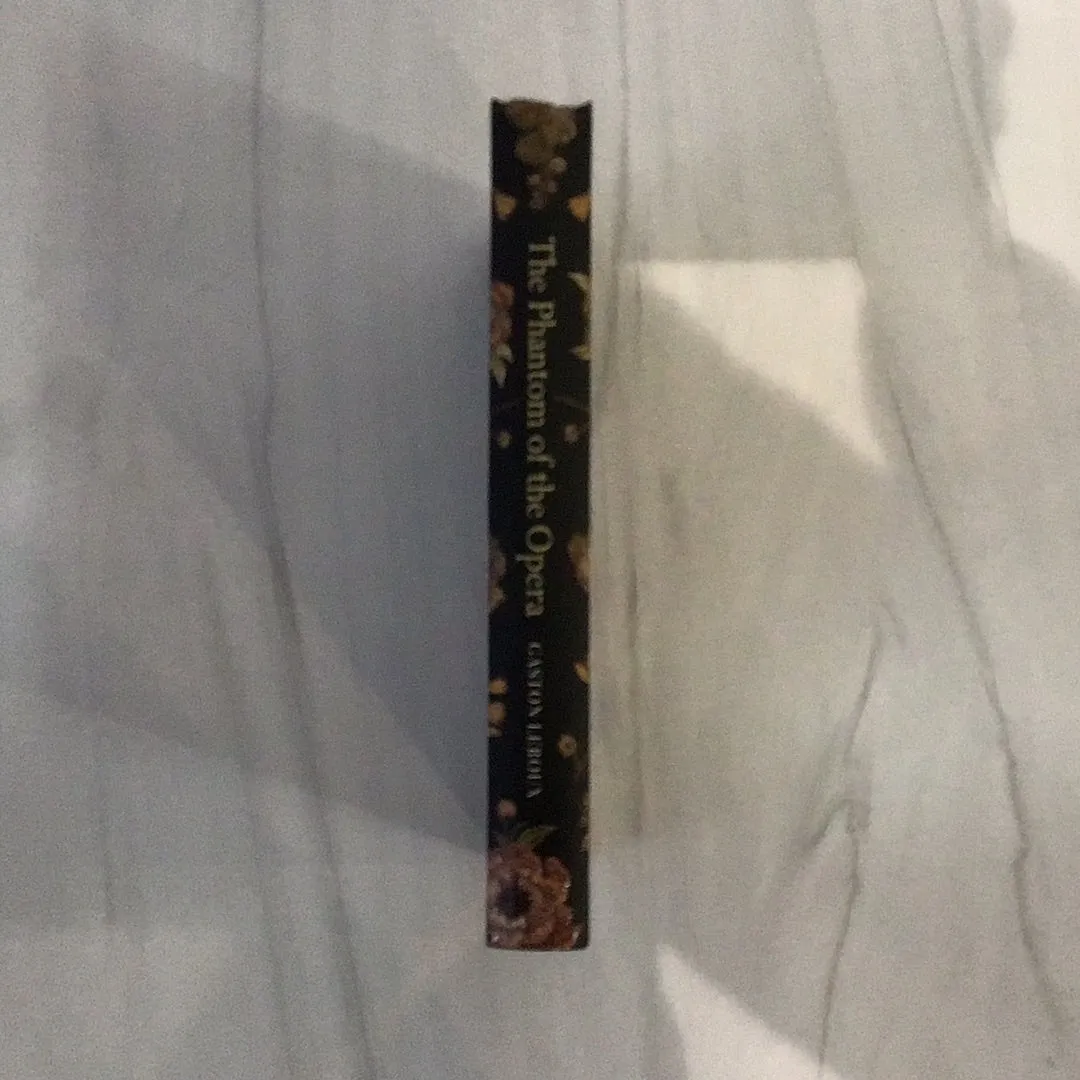 The Phantom of the Opera
GASTON LEROUX